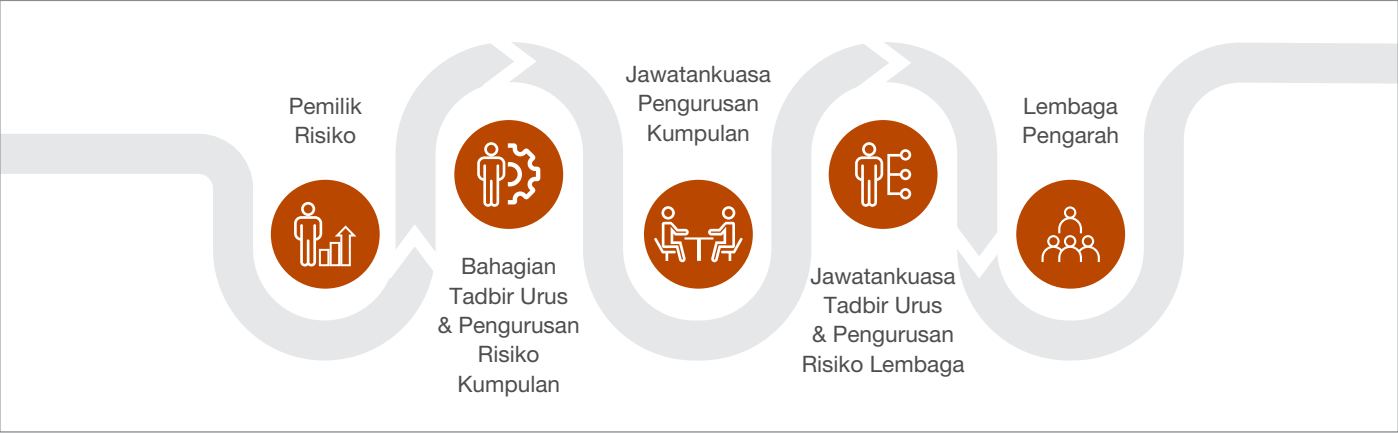 Pemilik
Risiko
Bahagian
Tadbir Urus
& Pengurusan
Risiko
Kumpulan
Jawatankuasa
Pengurusan
Kumpulan
Jawatankuasa
Tadbir Urus
& Pengurusan
Risiko Lembaga
Lembaga
Pengarah